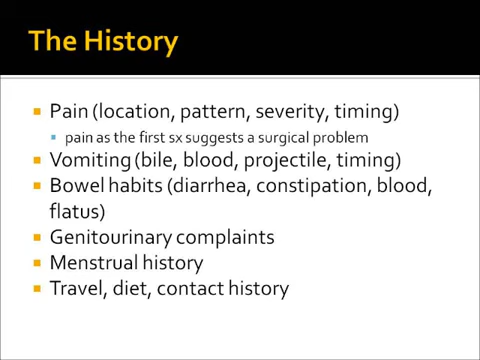 The History
Pain (location, pattern, severity, timing)
pain as the first sx suggests a surgical problem
Vomiting (bile, blood, projectile, timing)
Bowel habits (diarrhea, constipation, blood,
flatus)
Genitourinary complaints
Menstrual history
Travel, diet, contact history